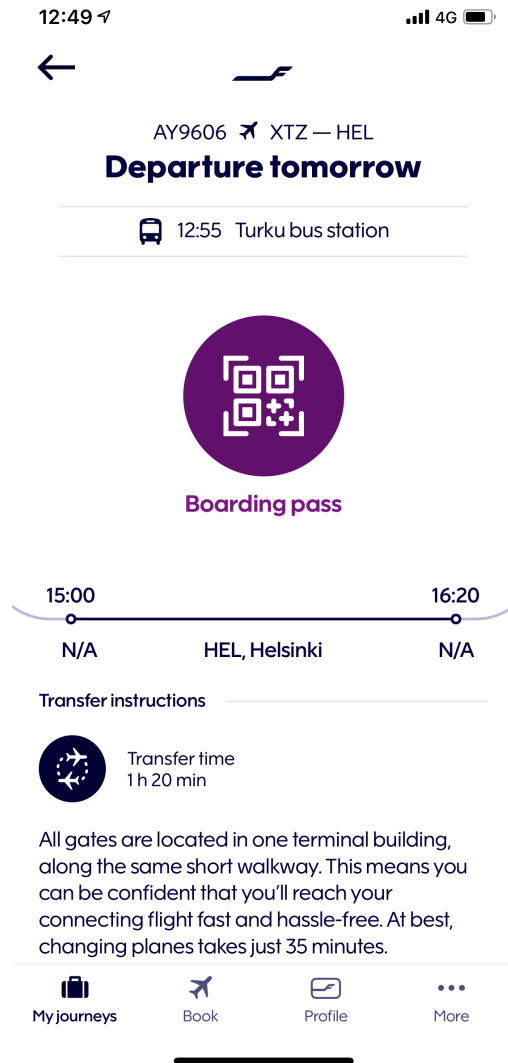 12:49
4G
AY9606 XTZ — HEL
Departure tomorrow
12:55 Turku bus station
Boarding pass
15:00 16:20
N/A HEL, Helsinki N/A
Transfer instructions
Transfer time
1 h 20 min
All gates are located in one terminal building,
along the same short walkway. This means you
can be confident that you'll reach your
connecting flight fast and hassle-free. At best,
changing planes takes just 35 minutes.
My journeys Book Profile More